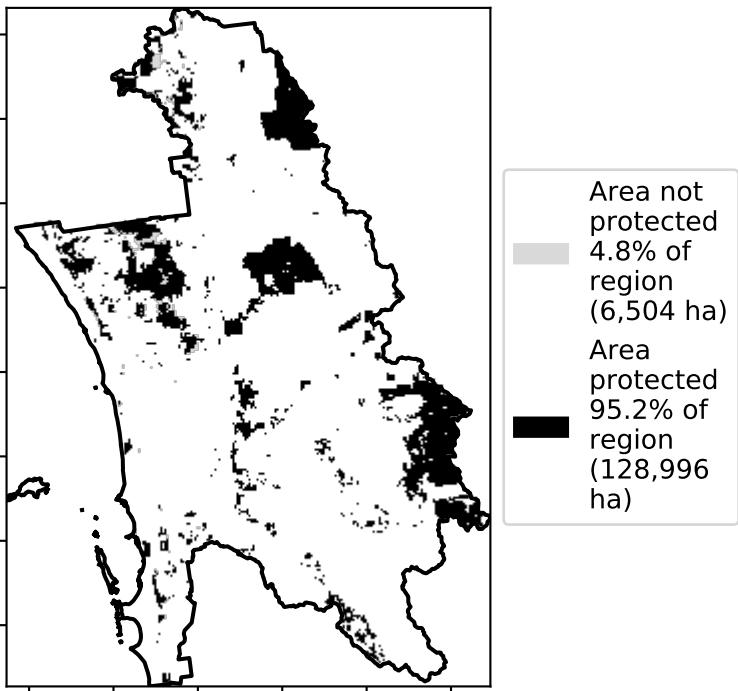 Area not
protected
4.8% of
region
(6,504 ha)
Area
protected
95.2% of
region
(128,996
ha)